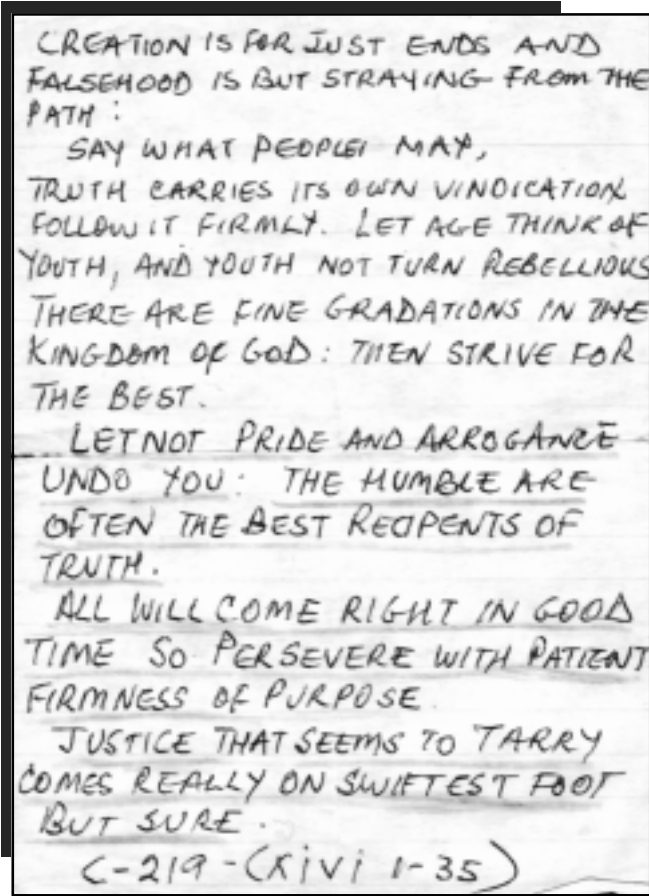 CREATION IS FOR JUST ENDS AND
FALSEHOOD IS BUT STRAYING FROM THE
PATH :
SAY WHAT PEOPLE MAY,
TRUTH CARRIES ITS OWN VINDICATION
FOLLOW IT FIRMLY. LET AGE THINK OF
YOUTH, AND YOUTH NOT TURN REBELLIOUS
THERE ARE FINE GRADATIONS IN THE
KINGDOM OF GOD : THEN STRIVE FOR
THE BEST.
LET NOT PRIDE AND ARROGANCE
UNDO YOU : THE HUMBLE ARE
OFTEN THE BEST RECIPENTS OF
TRUTH.
ALL WILL COME RIGHT IN GOOD
TIME SO PERSEVERE WITH PATIENT
FIRMNESS OF PURPOSE.
JUSTICE THAT SEEMS TO TARRY
COMES REALLY ON SWIFTEST FOOT
BUT SURE.
C-219-(XiVi 1-35)